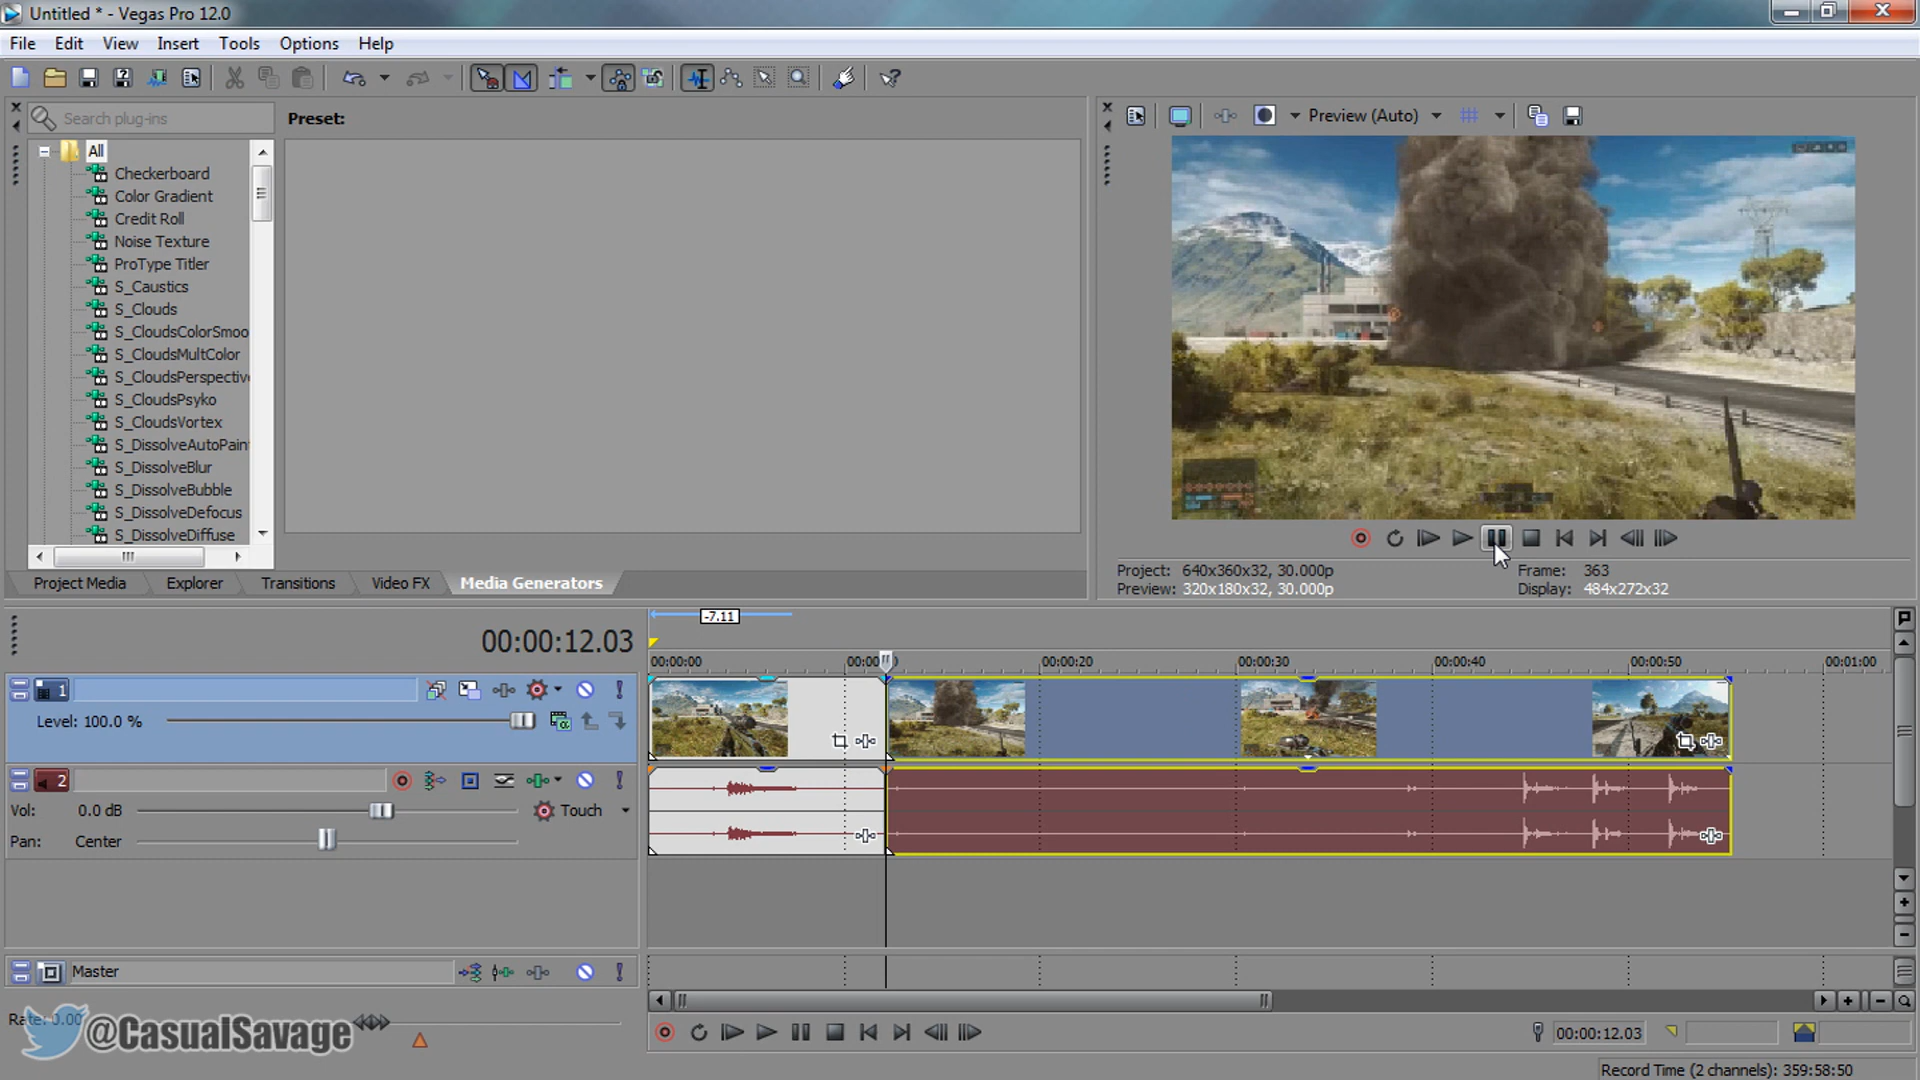 Untitled * - Vegas Pro 12.0
File Edit View Insert Tools Options Help
Search plug-ins
Preset:
Preview (Auto)
All
Checkerboard
Color Gradient
Credit Roll
Noise Texture
ProType Titler
S_Caustics
S_Clouds
S_CloudsColorSmoo
S_CloudsMultColor
S_CloudsPerspectiv
S_CloudsPsyko
S_CloudsVortex
S_DissolveAutoPain
S_DissolveBlur
S_DissolveBubble
S_DissolveDefocus
S_DissolveDiffuse
Project Media Explorer Transitions Video FX Media Generators
Project: 640x360x32, 30.000p Frame: 363
Preview: 320x180x32, 30.000p Display: 484x272x32
-7.11
00:00:12.03
00:00:00 00:00:20 00:00:30 00:00:40 00:00:50 00:01:00
1
Level: 100.0 %
2
Vol: 0.0 dB Touch
Pan: Center
Master
Rate: 0.00
@CasualSavage
00:00:12.03
Record Time (2 channels): 359:58:50